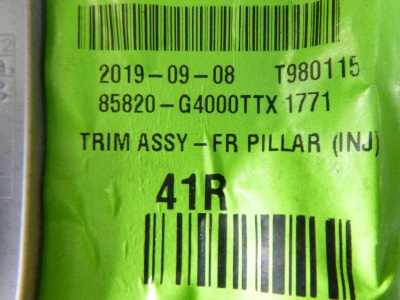 2019-09-08 T980115
85820-G4000TTX 1771
TRIM ASSY-FR PILLAR (INJ)
41R